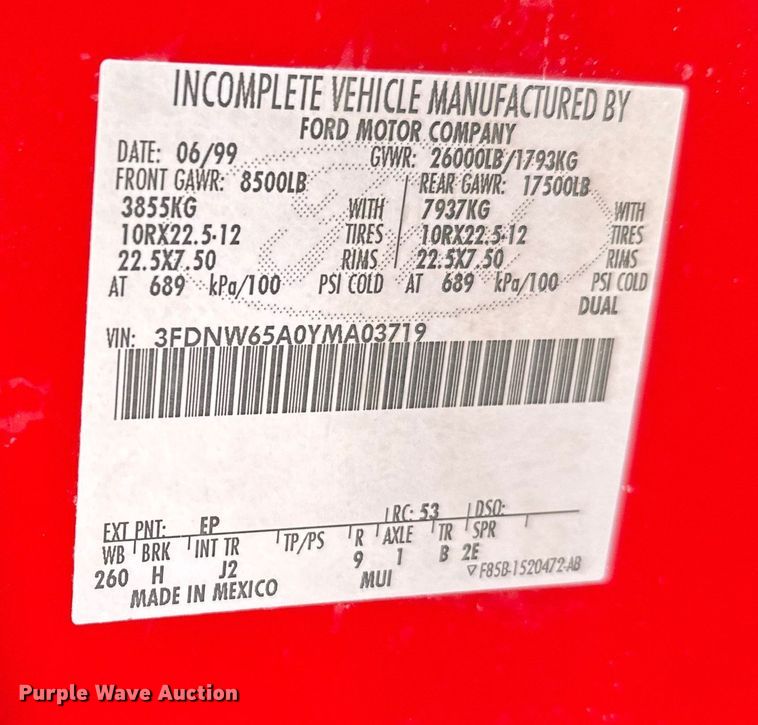 INCOMPLETE VEHICLE MANUFACTURED BY
FORD MOTOR COMPANY
DATE: 06/99 GVWR: 26000LB/1793KG
FRONT GAWR: 8500LB REAR GAWR: 17500LB
3855KG WITH 7937KG WITH
10RX22.5-12 TIRES 10RX22.5-12 TIRES
22.5X7.50 RIMS 22.5X7.50 RIMS
AT 689 kPa/100 PSI COLD AT 689 kPa/100 PSI COLD
DUAL
VIN: 3FDNW65A0YMA03719
EXT PNT: EP RC: 53 DSO:
WB BRK INT TR TP/PS R AXLE TR SPR
260 H J2 9 1 B 2E
MADE IN MEXICO MUI F85B-1520472-AB
Purple Wave Auction